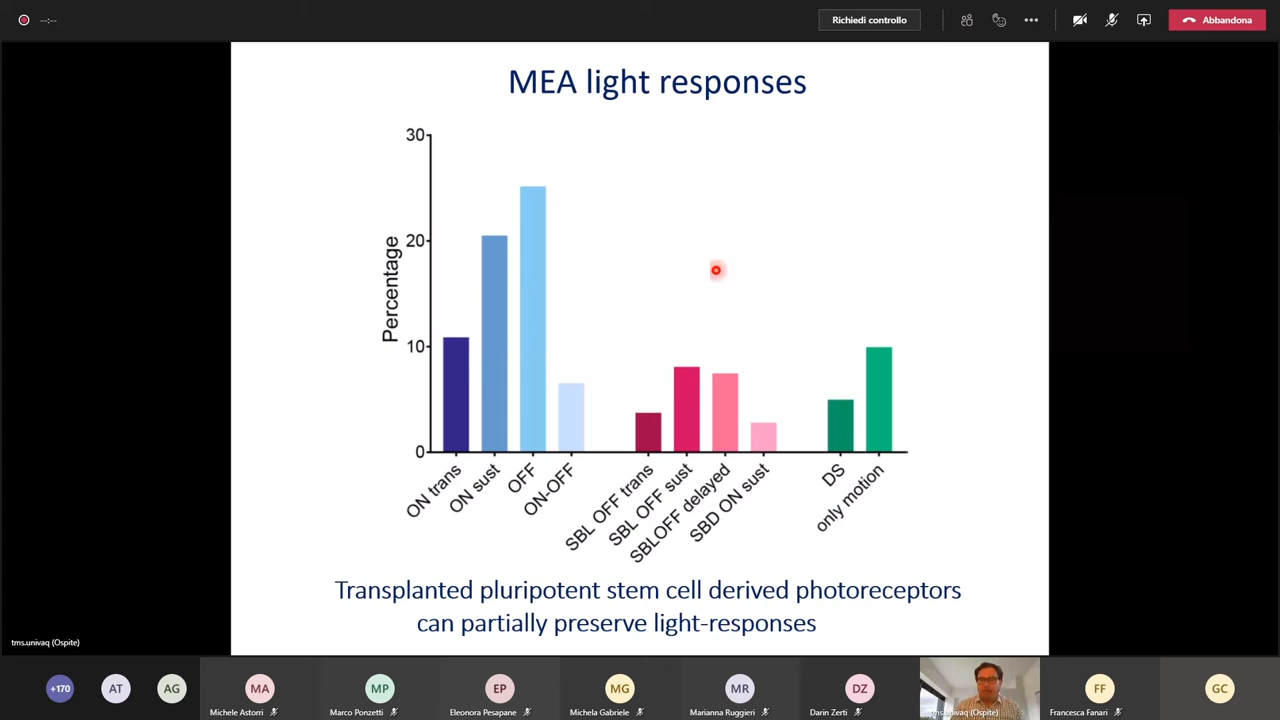 --:--
Richiedi controllo
Abbandona
MEA light responses
30
20
10
0
Percentage
ON trans
ON sust
OFF
ON-OFF
SBL OFF trans
SBL OFF sust
SBLOFF delayed
SBD ON sust
DS
only motion
Transplanted pluripotent stem cell derived photoreceptors
can partially preserve light-responses
tms.univaq (Ospite)
+170
AT
AG
MA
Michele Astorri
MP
Marco Ponzetti
EP
Eleonora Pesapane
MG
Michela Gabriele
MR
Marianna Ruggieri
DZ
Darin Zerti
tms.univaq (Ospite)
FF
Francesca Fanari
GC